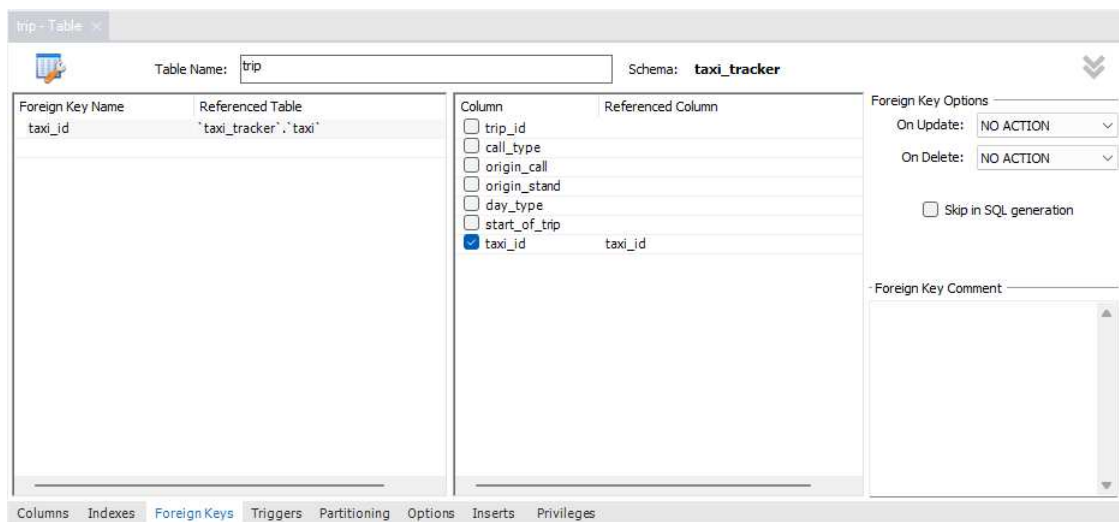 trip - Table ×
Table Name: trip Schema: taxi_tracker
Foreign Key Name Referenced Table
taxi_id `taxi_tracker`.`taxi`
Column Referenced Column
trip_id
call_type
origin_call
origin_stand
day_type
start_of_trip
taxi_id taxi_id
Foreign Key Options
On Update: NO ACTION
On Delete: NO ACTION
Skip in SQL generation
Foreign Key Comment
Columns Indexes Foreign Keys Triggers Partitioning Options Inserts Privileges